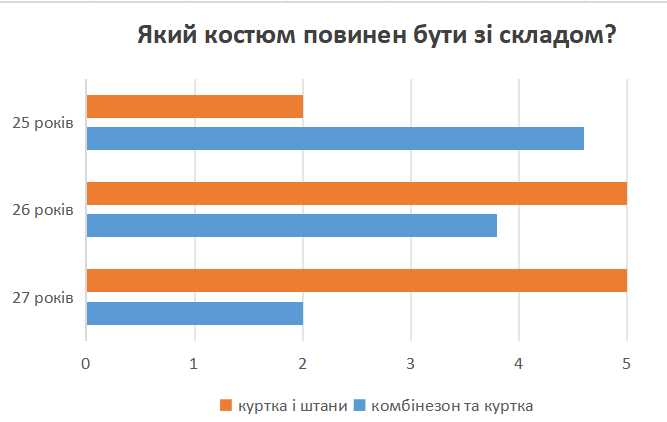 Який костюм повинен бути зі складом?
25 років
26 років
27 років
0 1 2 3 4 5
куртка і штани комбінезон та куртка